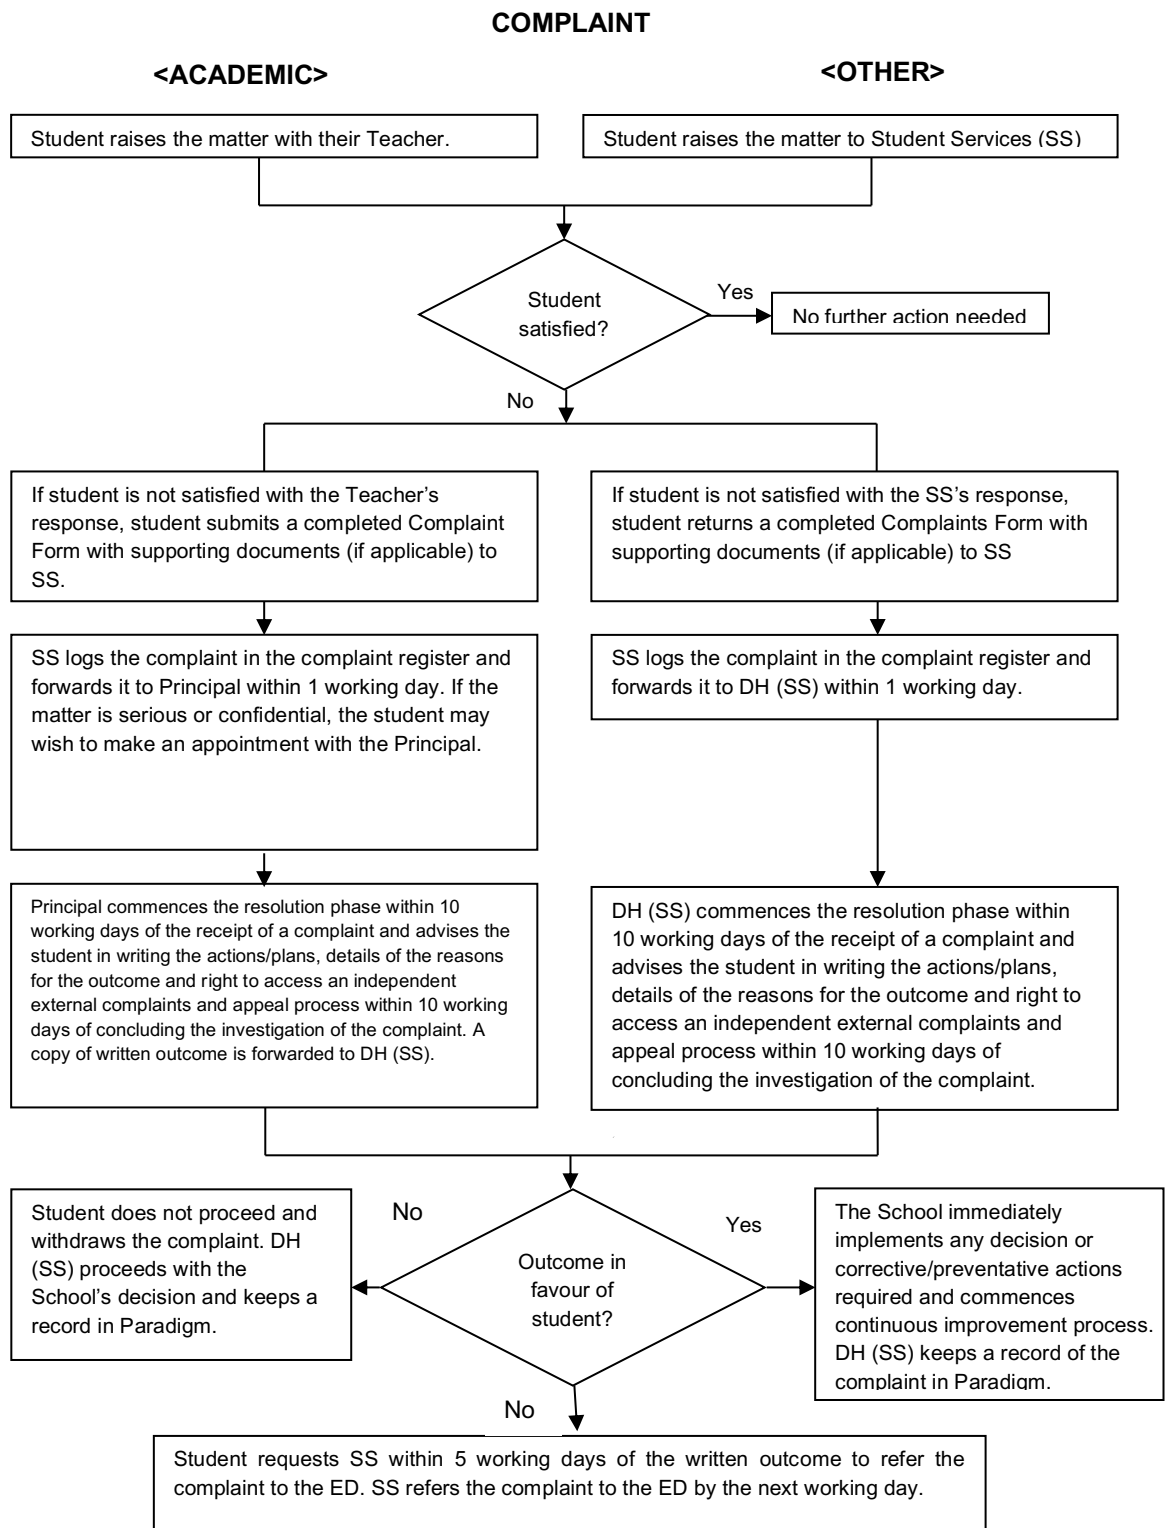 COMPLAINT
<ACADEMIC>
<OTHER>
Student raises the matter with their Teacher.
Student raises the matter to Student Services (SS)
Student
satisfied?
Yes
No further action needed
No
If student is not satisfied with the Teacher's
response, student submits a completed Complaint
Form with supporting documents (if applicable) to
SS.
If student is not satisfied with the SS's response,
student returns a completed Complaints Form with
supporting documents (if applicable) to SS
SS logs the complaint in the complaint register and
forwards it to Principal within 1 working day. If the
matter is serious or confidential, the student may
wish to make an appointment with the Principal.
SS logs the complaint in the complaint register and
forwards it to DH (SS) within 1 working day.
Principal commences the resolution phase within 10
working days of the receipt of a complaint and advises the
student in writing the actions/plans, details of the reasons
for the outcome and right to access an independent
external complaints and appeal process within 10 working
days of concluding the investigation of the complaint. A
copy of written outcome is forwarded to DH (SS).
DH (SS) commences the resolution phase within
10 working days of the receipt of a complaint and
advises the student in writing the actions/plans,
details of the reasons for the outcome and right to
access an independent external complaints and
appeal process within 10 working days of
concluding the investigation of the complaint.
Student does not proceed and
withdraws the complaint. DH
(SS) proceeds with the
School's decision and keeps a
record in Paradigm.
No
Outcome in
favour of
student?
Yes
The School immediately
implements any decision or
corrective/preventative actions
required and commences
continuous improvement process.
DH (SS) keeps a record of the
complaint in Paradigm.
No
Student requests SS within 5 working days of the written outcome to refer the
complaint to the ED. SS refers the complaint to the ED by the next working day.